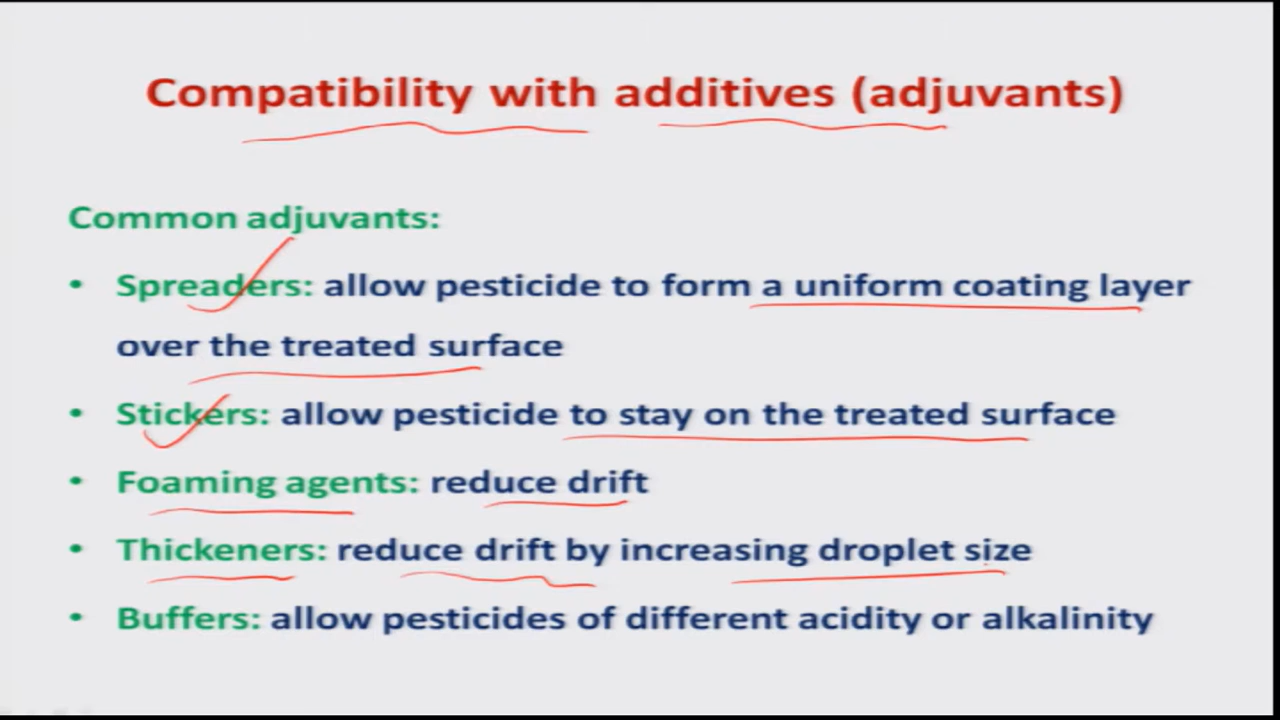 Compatibility with additives (adjuvants)
Common adjuvants:
• Spreaders: allow pesticide to form a uniform coating layer
over the treated surface
• Stickers: allow pesticide to stay on the treated surface
• Foaming agents: reduce drift
• Thickeners: reduce drift by increasing droplet size
• Buffers: allow pesticides of different acidity or alkalinity